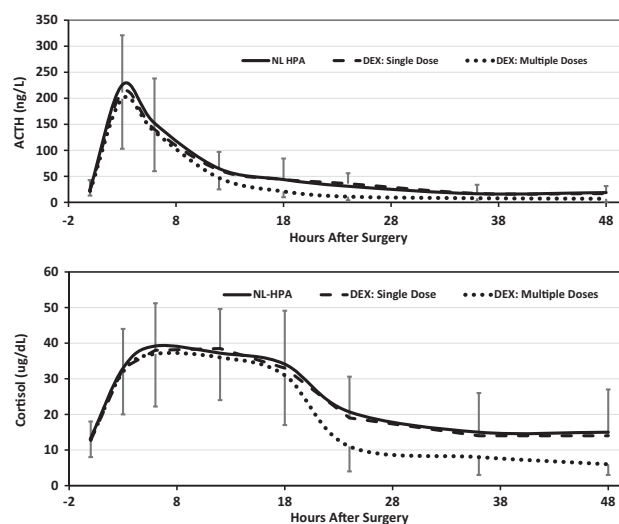 350
300
250
200
150
100
50
0
ACTH (ng/L)
NL HPA DEX: Single Dose DEX: Multiple Doses
-2 8 18 28 38 48
Hours After Surgery
60
50
40
30
20
10
0
Cortisol (ug/dL)
NL-HPA DEX: Single Dose DEX: Multiple Doses
-2 8 18 28 38 48
Hours After Surgery